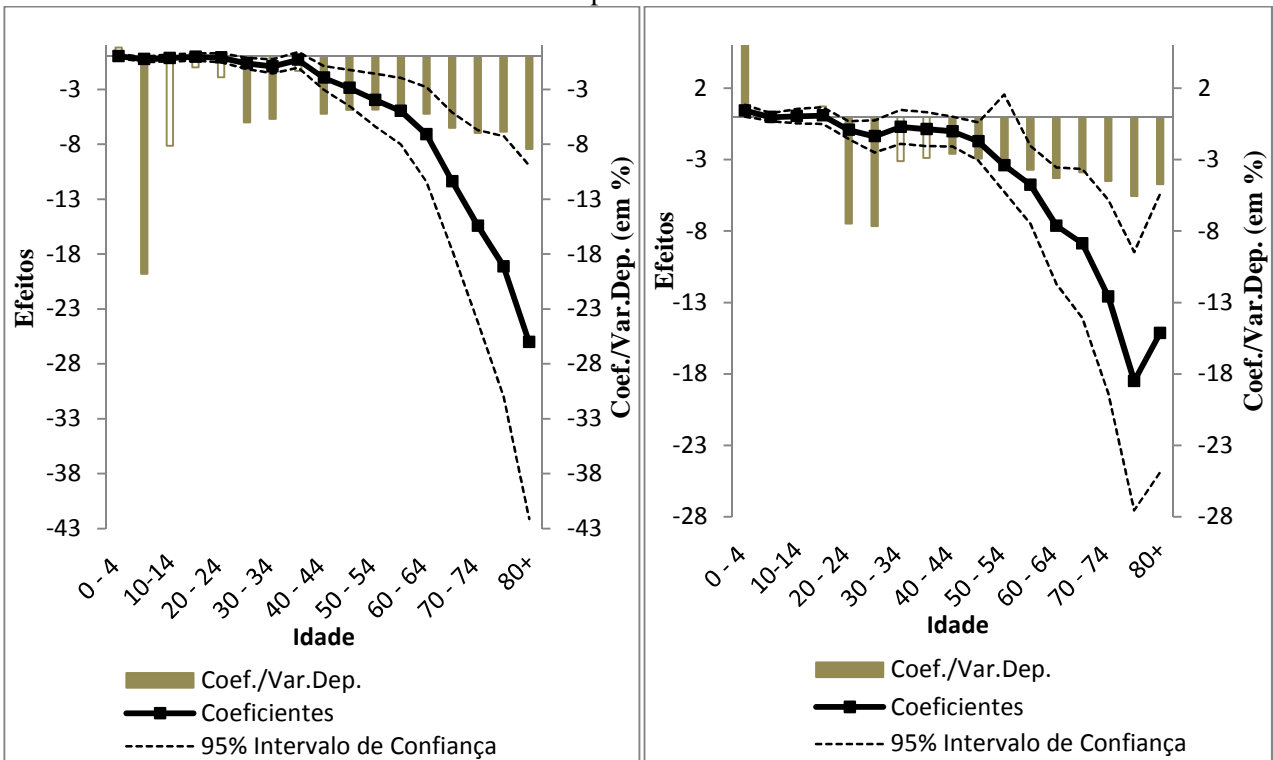 -3
-8
-13
-18
-23
-28
-33
-38
-43
Efeitos
-3
-8
-13
-18
-23
-28
-33
-38
-43
Coef./Var.Dep. (em %)
0 - 4
10-14
20 - 24
30 - 34
40 - 44
50 - 54
60 - 64
70 - 74
80+
Idade
Coef./Var.Dep.
Coeficientes
95% Intervalo de Confiança
2
-3
-8
-13
-18
-23
-28
Efeitos
2
-3
-8
-13
-18
-23
-28
Coef./Var.Dep. (em %)
0 - 4
10-14
20 - 24
30 - 34
40 - 44
50 - 54
60 - 64
70 - 74
80+
Idade
Coef./Var.Dep.
Coeficientes
95% Intervalo de Confiança